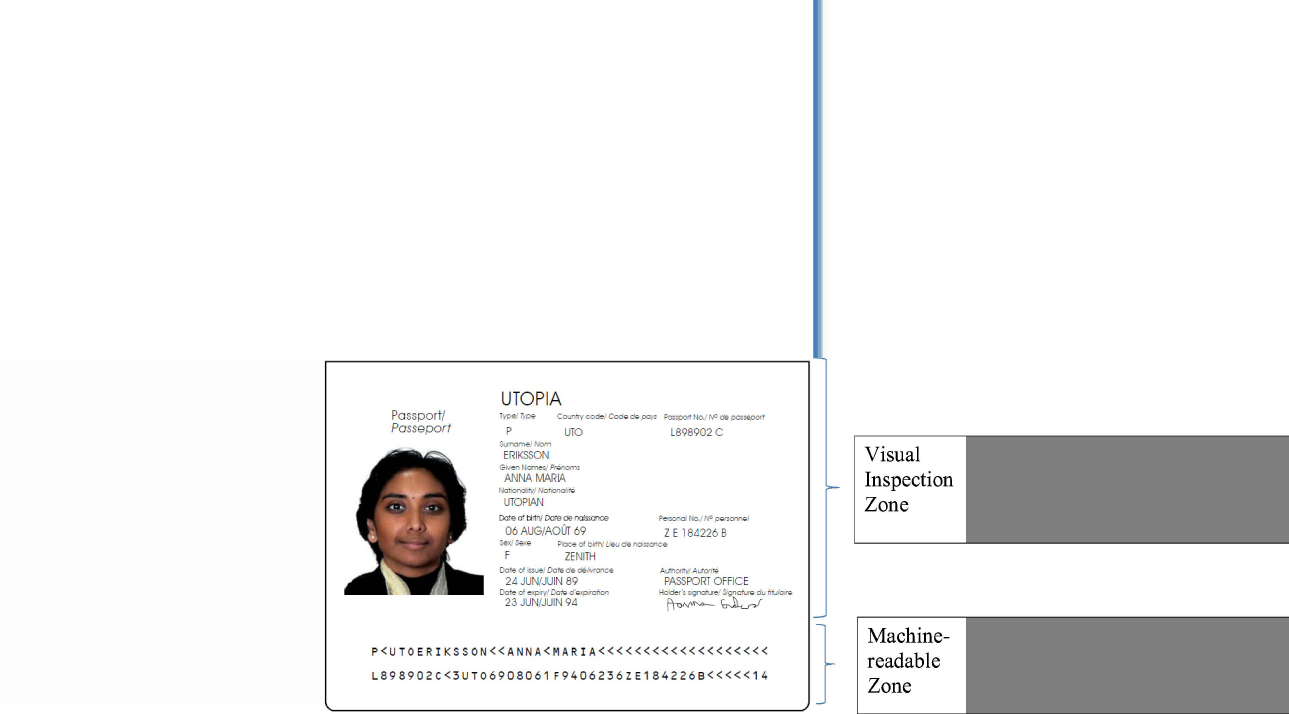 UTOPIA
Passport/
Passeport
Type/ Type Country code/ Code de pays Passport No./ Nº de passeport
P UTO L898902 C
Surname/ Nom
ERIKSSON
Given Names/ Prénoms
ANNA MARIA
Nationality/ Nationalité
UTOPIAN
Date of birth/ Date de naissance Personal No./ Nº personnel
06 AUG/AOÛT 69 Z E 184226 B
Sex/ Sexe Place of birth/ Lieu de naissance
F ZENITH
Date of issue/ Date de délivrance Authority/ Autorité
24 JUN/JUIN 89 PASSPORT OFFICE
Date of expiry/ Date d'expiration Holder's signature/ Signature du titulaire
23 JUN/JUIN 94
P<UTOERIKSSON<<ANNA<MARIA<<<<<<<<<<<<<<<<<<<
L898902C<3UTO6908061F9406236ZE184226B<<<<<14
Visual
Inspection
Zone
Machine-
readable
Zone